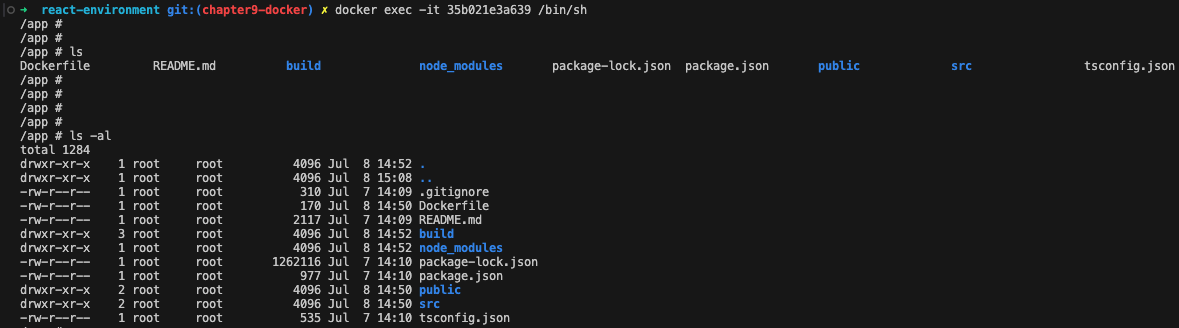 ➜ react-environment git:(chapter9-docker) ✗ docker exec -it 35b021e3a639 /bin/sh
/app #
/app #
/app # ls
Dockerfile README.md build node_modules package-lock.json package.json public src tsconfig.json
/app #
/app #
/app #
/app #
/app # ls -al
total 1284
drwxr-xr-x 1 root root 4096 Jul 8 14:52 .
drwxr-xr-x 1 root root 4096 Jul 8 15:08 ..
-rw-r--r-- 1 root root 310 Jul 7 14:09 .gitignore
-rw-r--r-- 1 root root 170 Jul 8 14:50 Dockerfile
-rw-r--r-- 1 root root 2117 Jul 7 14:09 README.md
drwxr-xr-x 3 root root 4096 Jul 8 14:52 build
drwxr-xr-x 1 root root 4096 Jul 8 14:52 node_modules
-rw-r--r-- 1 root root 1262116 Jul 7 14:10 package-lock.json
-rw-r--r-- 1 root root 977 Jul 7 14:10 package.json
drwxr-xr-x 2 root root 4096 Jul 8 14:50 public
drwxr-xr-x 2 root root 4096 Jul 8 14:50 src
-rw-r--r-- 1 root root 535 Jul 7 14:10 tsconfig.json